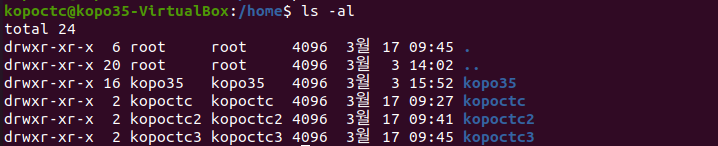 kopoctc@kopo35-VirtualBox:/home$ ls -al
total 24
drwxr-xr-x  6 root     root     4096  3월 17 09:45 .
drwxr-xr-x 20 root     root     4096  3월  3 14:02 ..
drwxr-xr-x 16 kopo35   kopo35   4096  3월  3 15:52 kopo35
drwxr-xr-x  2 kopoctc  kopoctc  4096  3월 17 09:27 kopoctc
drwxr-xr-x  2 kopoctc2 kopoctc2 4096  3월 17 09:41 kopoctc2
drwxr-xr-x  2 kopoctc3 kopoctc3 4096  3월 17 09:45 kopoctc3